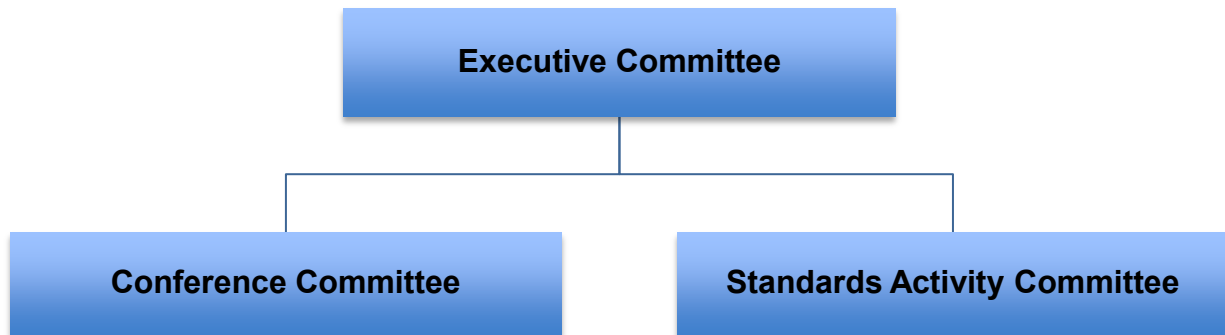 Executive Committee
Conference Committee
Standards Activity Committee